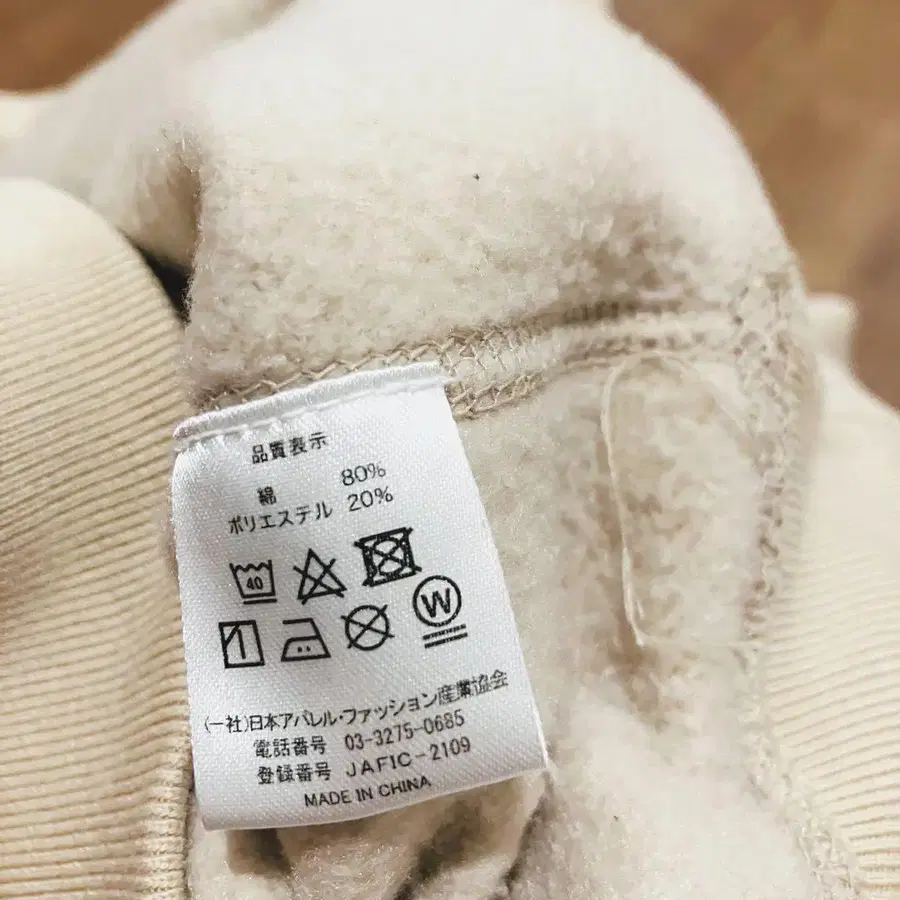 品質表示
綿 80%
ポリエステル 20%
40
W
(一社)日本アパレル・ファッション産業協会
電話番号 03-3275-0685
登録番号 JAFIC-2109
MADE IN CHINA